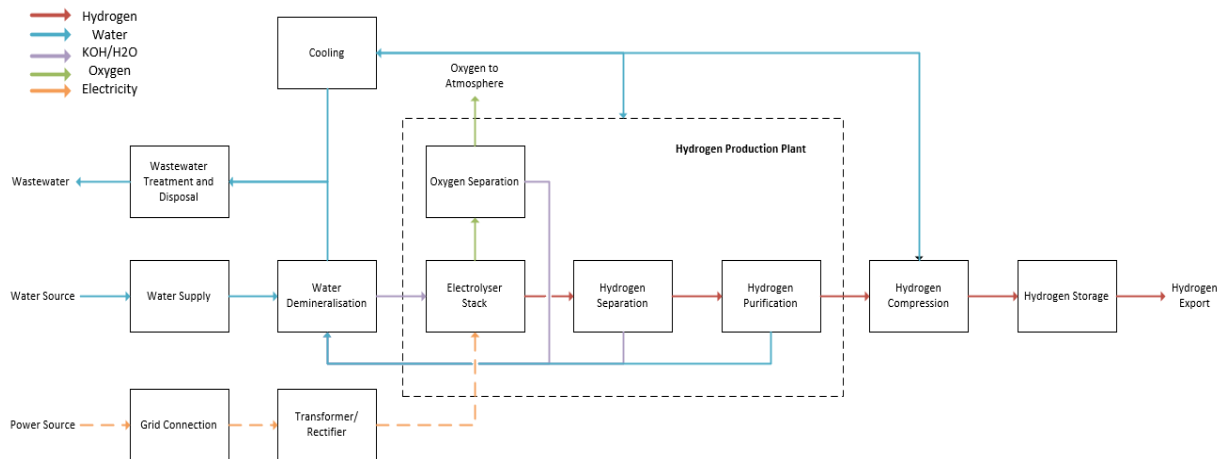 Hydrogen
Water
KOH/H2O
Oxygen
Electricity
Cooling
Oxygen to
Atmosphere
Hydrogen Production Plant
Wastewater
Wastewater
Treatment and
Disposal
Oxygen Separation
Water Source
Water Supply
Water
Demineralisation
Electrolyser
Stack
Hydrogen
Separation
Hydrogen
Purification
Hydrogen
Compression
Hydrogen Storage
Hydrogen
Export
Power Source
Grid Connection
Transformer/
Rectifier